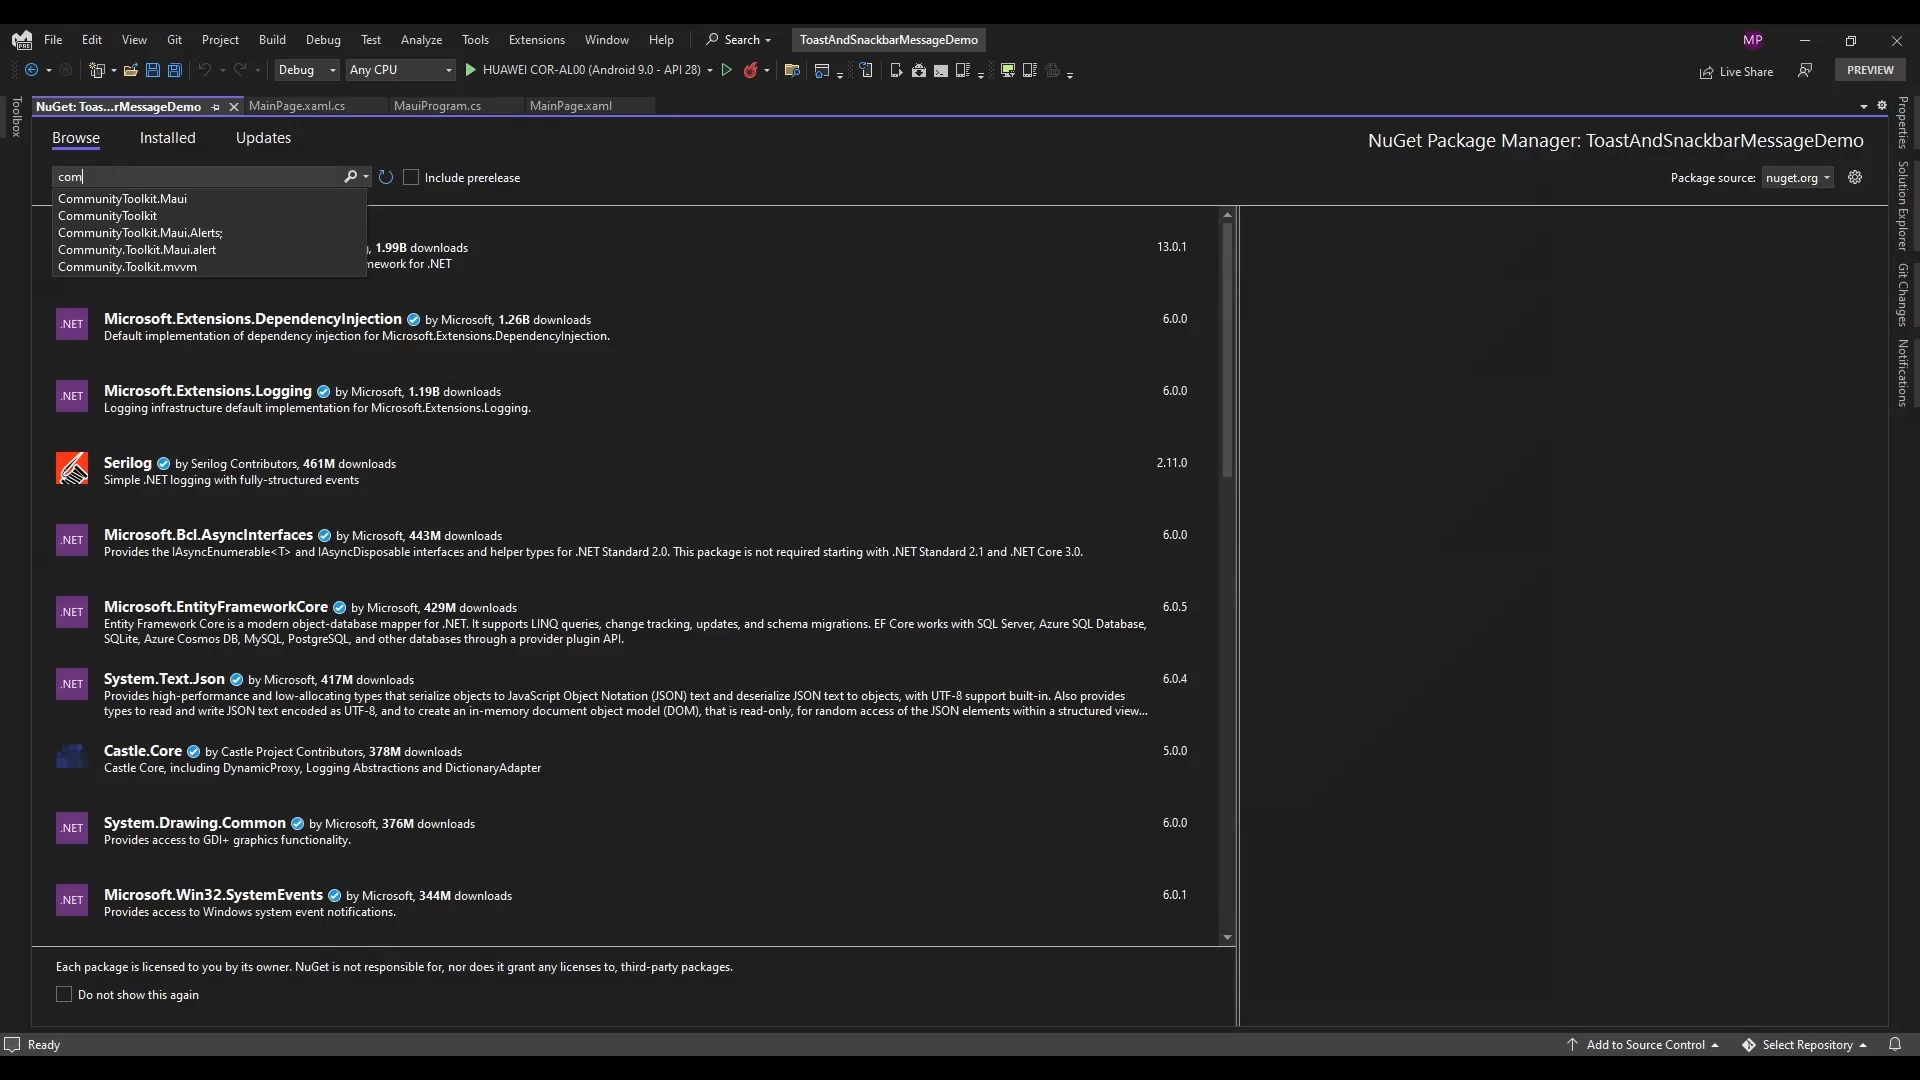 File Edit View Git Project Build Debug Test Analyze Tools Extensions Window Help Search ToastAndSnackbarMessageDemo MP
Debug Any CPU HUAWEI COR-AL00 (Android 9.0 - API 28) Live Share PREVIEW
NuGet: Toas...rMessageDemo MainPage.xaml.cs MauiProgram.cs MainPage.xaml
Toolbox
Properties
Solution Explorer
Git Changes
Notifications
Browse Installed Updates
NuGet Package Manager: ToastAndSnackbarMessageDemo
com
Include prerelease
Package source: nuget.org
CommunityToolkit.Maui
CommunityToolkit
CommunityToolkit.Maui.Alerts;
Community.Toolkit.Maui.alert
Community.Toolkit.mvvm
1.99B downloads 13.0.1
mework for .NET
.NET Microsoft.Extensions.DependencyInjection by Microsoft, 1.26B downloads 6.0.0
Default implementation of dependency injection for Microsoft.Extensions.DependencyInjection.
.NET Microsoft.Extensions.Logging by Microsoft, 1.19B downloads 6.0.0
Logging infrastructure default implementation for Microsoft.Extensions.Logging.
Serilog by Serilog Contributors, 461M downloads 2.11.0
Simple .NET logging with fully-structured events
.NET Microsoft.Bcl.AsyncInterfaces by Microsoft, 443M downloads 6.0.0
Provides the IAsyncEnumerable<T> and IAsyncDisposable interfaces and helper types for .NET Standard 2.0. This package is not required starting with .NET Standard 2.1 and .NET Core 3.0.
.NET Microsoft.EntityFrameworkCore by Microsoft, 429M downloads 6.0.5
Entity Framework Core is a modern object-database mapper for .NET. It supports LINQ queries, change tracking, updates, and schema migrations. EF Core works with SQL Server, Azure SQL Database,
SQLite, Azure Cosmos DB, MySQL, PostgreSQL, and other databases through a provider plugin API.
.NET System.Text.Json by Microsoft, 417M downloads 6.0.4
Provides high-performance and low-allocating types that serialize objects to JavaScript Object Notation (JSON) text and deserialize JSON text to objects, with UTF-8 support built-in. Also provides
types to read and write JSON text encoded as UTF-8, and to create an in-memory document object model (DOM), that is read-only, for random access of the JSON elements within a structured view...
Castle.Core by Castle Project Contributors, 378M downloads 5.0.0
Castle Core, including DynamicProxy, Logging Abstractions and DictionaryAdapter
.NET System.Drawing.Common by Microsoft, 376M downloads 6.0.0
Provides access to GDI+ graphics functionality.
.NET Microsoft.Win32.SystemEvents by Microsoft, 344M downloads 6.0.1
Provides access to Windows system event notifications.
Each package is licensed to you by its owner. NuGet is not responsible for, nor does it grant any licenses to, third-party packages.
Do not show this again
Ready Add to Source Control Select Repository